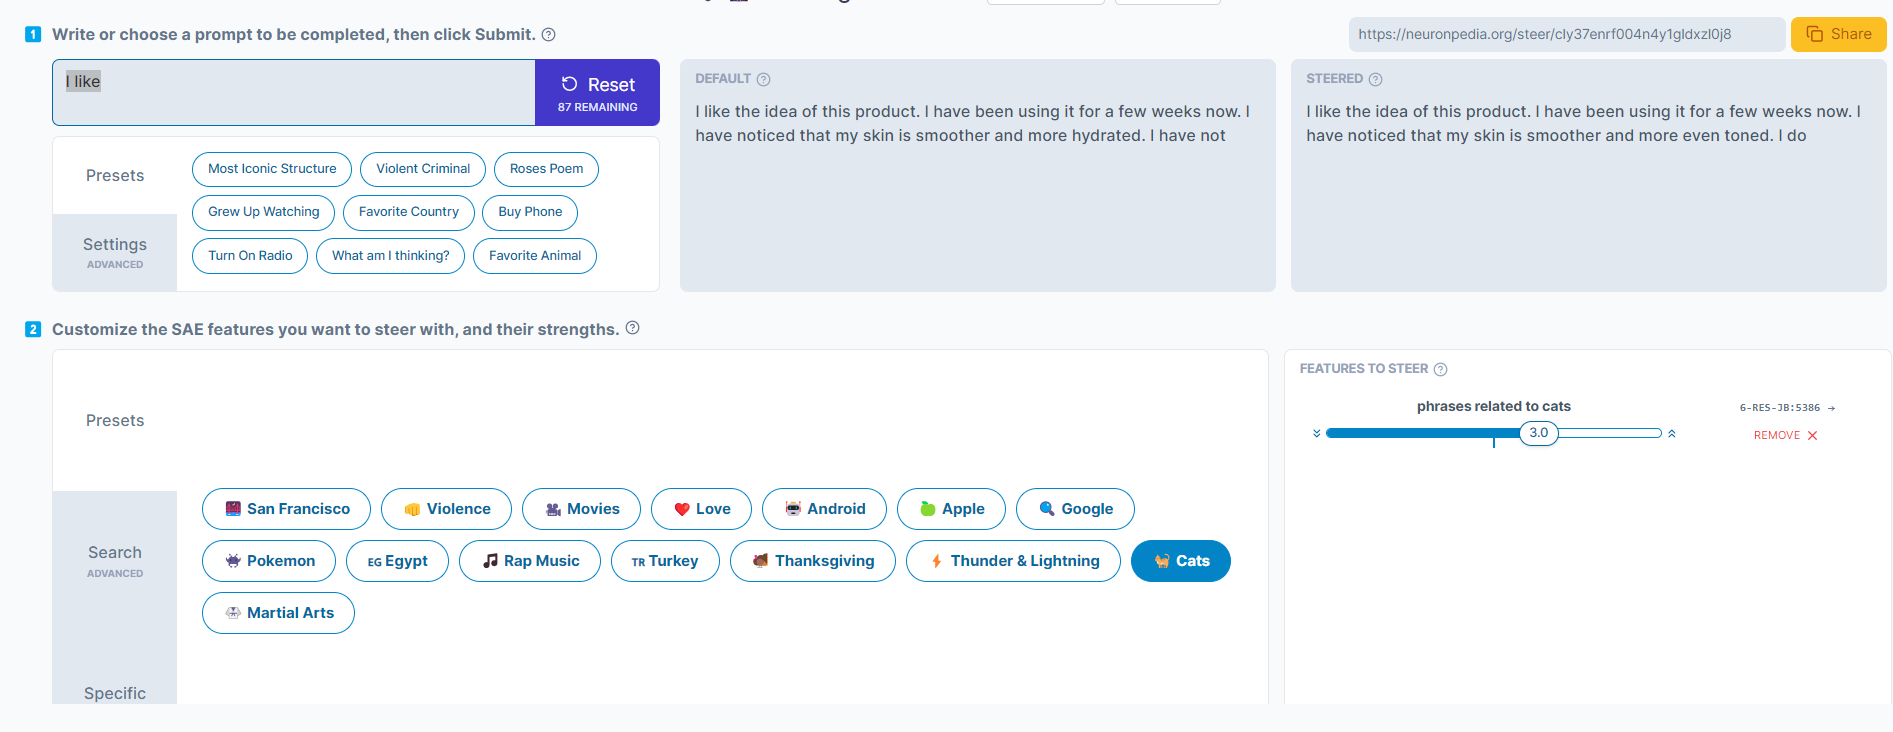 1 Write or choose a prompt to be completed, then click Submit.
https://neuronpedia.org/steer/cly37enrf004n4y1gldxzl0j8
Share
I like
Reset
87 REMAINING
Presets
Settings
ADVANCED
Most Iconic Structure
Violent Criminal
Roses Poem
Grew Up Watching
Favorite Country
Buy Phone
Turn On Radio
What am I thinking?
Favorite Animal
DEFAULT
I like the idea of this product. I have been using it for a few weeks now. I
have noticed that my skin is smoother and more hydrated. I have not
STEERED
I like the idea of this product. I have been using it for a few weeks now. I
have noticed that my skin is smoother and more even toned. I do
2 Customize the SAE features you want to steer with, and their strengths.
Presets
Search
ADVANCED
Specific
San Francisco
Violence
Movies
Love
Android
Apple
Google
Pokemon
EG Egypt
Rap Music
TR Turkey
Thanksgiving
Thunder & Lightning
Cats
Martial Arts
FEATURES TO STEER
phrases related to cats
3.0
6-RES-JB:5386 →
REMOVE